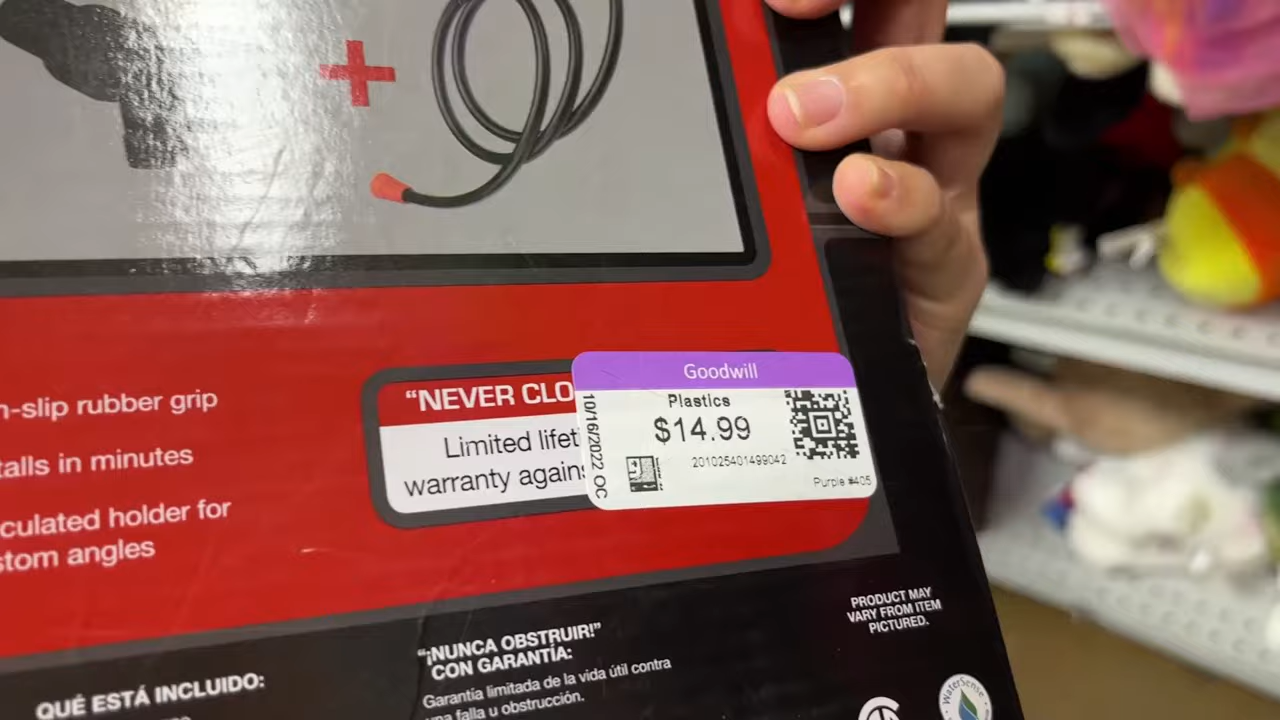 n-slip rubber grip
talls in minutes
culated holder for
stom angles
“NEVER CLO
Limited lifeti
warranty agains
Goodwill
Plastics
$14.99
10/16/2022 OC
201025401499042
Purple #405
PRODUCT MAY
VARY FROM ITEM
PICTURED.
QUÉ ESTÁ INCLUIDO:
“¡NUNCA OBSTRUIR!”
CON GARANTÍA:
Garantía limitada de la vida útil contra
una falla u obstrucción.
WaterSense